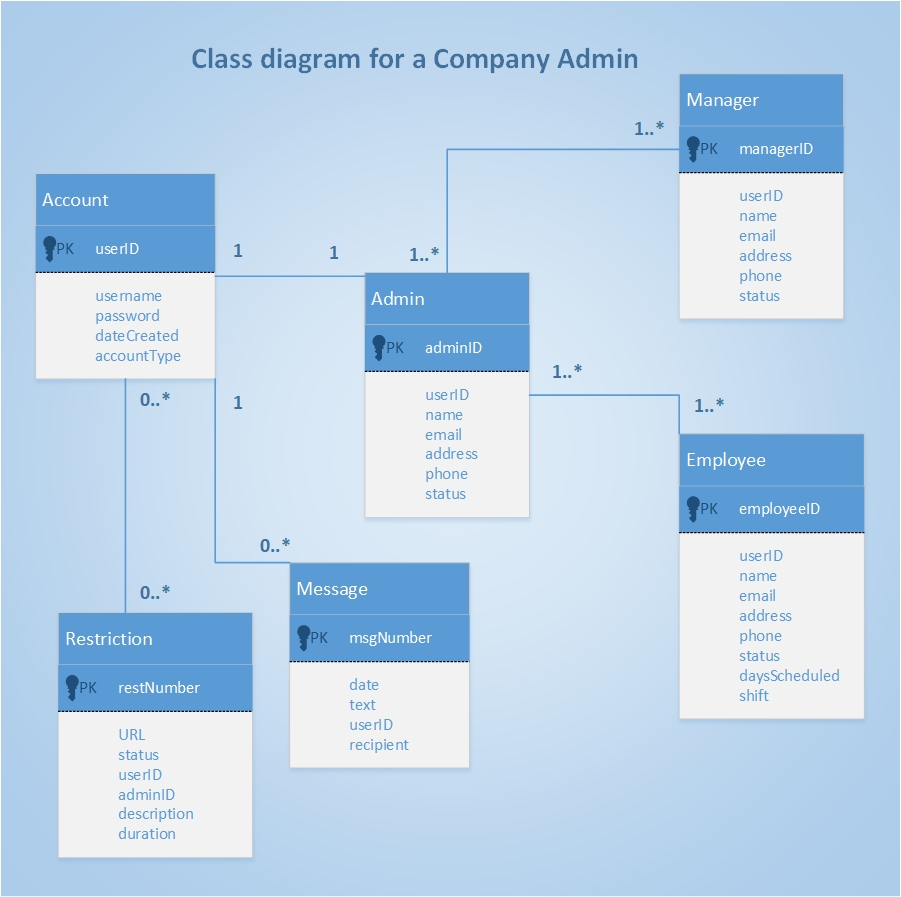 Class diagram for a Company Admin
Manager
1..*
PK managerID
userID
name
email
address
phone
status
Account
PK userID
username
password
dateCreated
accountType
1
1
1..*
Admin
PK adminID
userID
name
email
address
phone
status
1..*
1..*
Employee
PK employeeID
userID
name
email
address
phone
status
daysScheduled
shift
0..*
1
0..*
0..*
Message
PK msgNumber
date
text
userID
recipient
Restriction
PK restNumber
URL
status
userID
adminID
description
duration